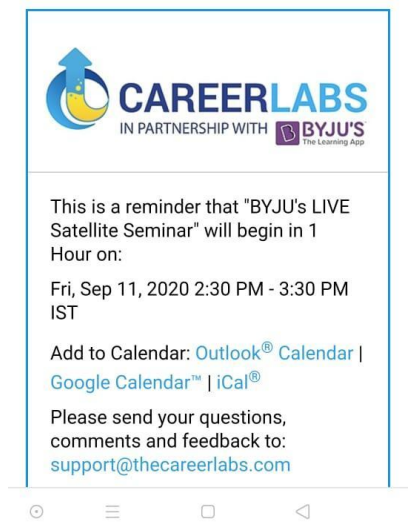 CAREERLABS
IN PARTNERSHIP WITH B BYJU'S
The Learning App
This is a reminder that "BYJU's LIVE
Satellite Seminar" will begin in 1
Hour on:
Fri, Sep 11, 2020 2:30 PM - 3:30 PM
IST
Add to Calendar: Outlook® Calendar |
Google Calendar™ | iCal®
Please send your questions,
comments and feedback to:
support@thecareerlabs.com